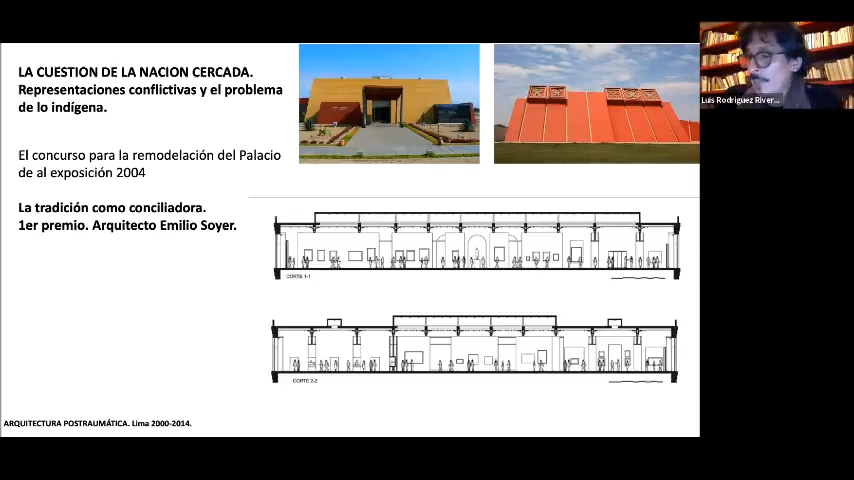 LA CUESTION DE LA NACION CERCADA.
Representaciones conflictivas y el problema
de lo indígena.
El concurso para la remodelación del Palacio
de al exposición 2004
La tradición como conciliadora.
1er premio. Arquitecto Emilio Soyer.
CORTE 1-1
CORTE 2-2
ARQUITECTURA POSTRAUMÁTICA. Lima 2000-2014.
Luis Rodríguez River...